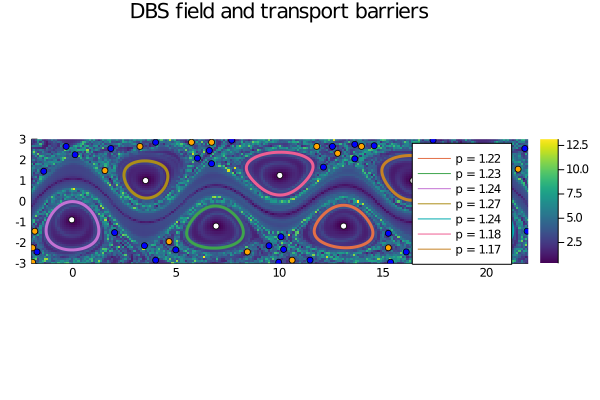 DBS field and transport barriers
3
2
1
0
-1
-2
-3
0
5
10
15
20
p = 1.22
p = 1.23
p = 1.24
p = 1.27
p = 1.24
p = 1.18
p = 1.17
12.5
10.0
7.5
5.0
2.5